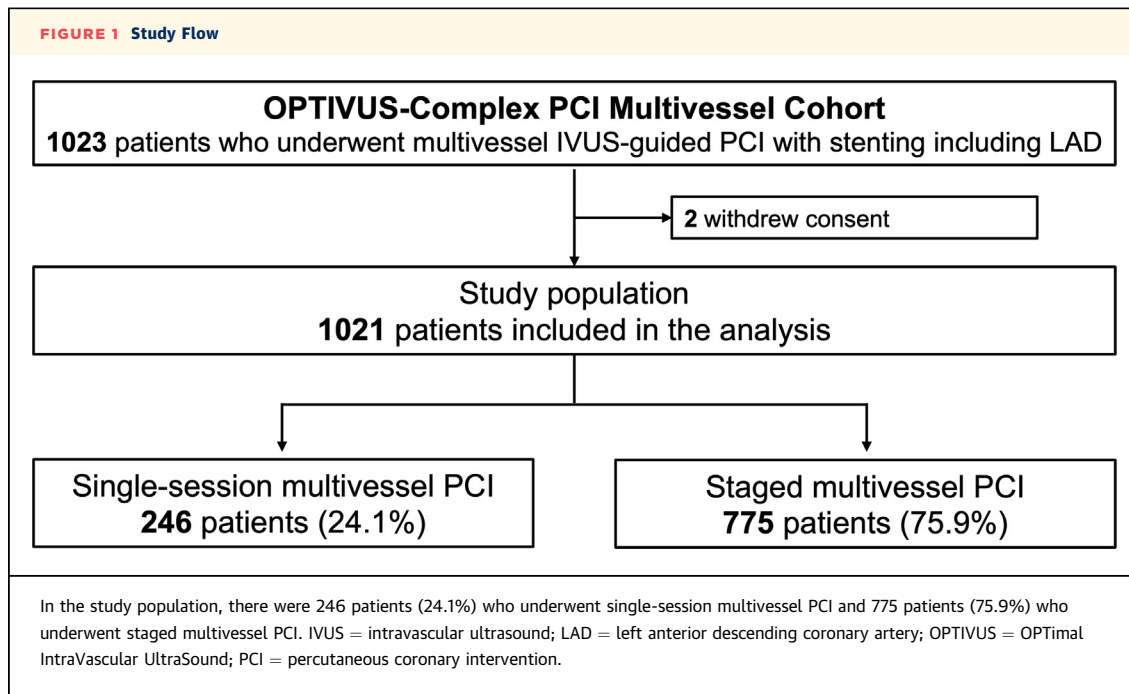 FIGURE 1 Study Flow
OPTIVUS-Complex PCI Multivessel Cohort
1023 patients who underwent multivessel IVUS-guided PCI with stenting including LAD
2 withdrew consent
Study population
1021 patients included in the analysis
Single-session multivessel PCI
246 patients (24.1%)
Staged multivessel PCI
775 patients (75.9%)
In the study population, there were 246 patients (24.1%) who underwent single-session multivessel PCI and 775 patients (75.9%) who
underwent staged multivessel PCI. IVUS = intravascular ultrasound; LAD = left anterior descending coronary artery; OPTIVUS = OPTimal
IntraVascular UltraSound; PCI = percutaneous coronary intervention.